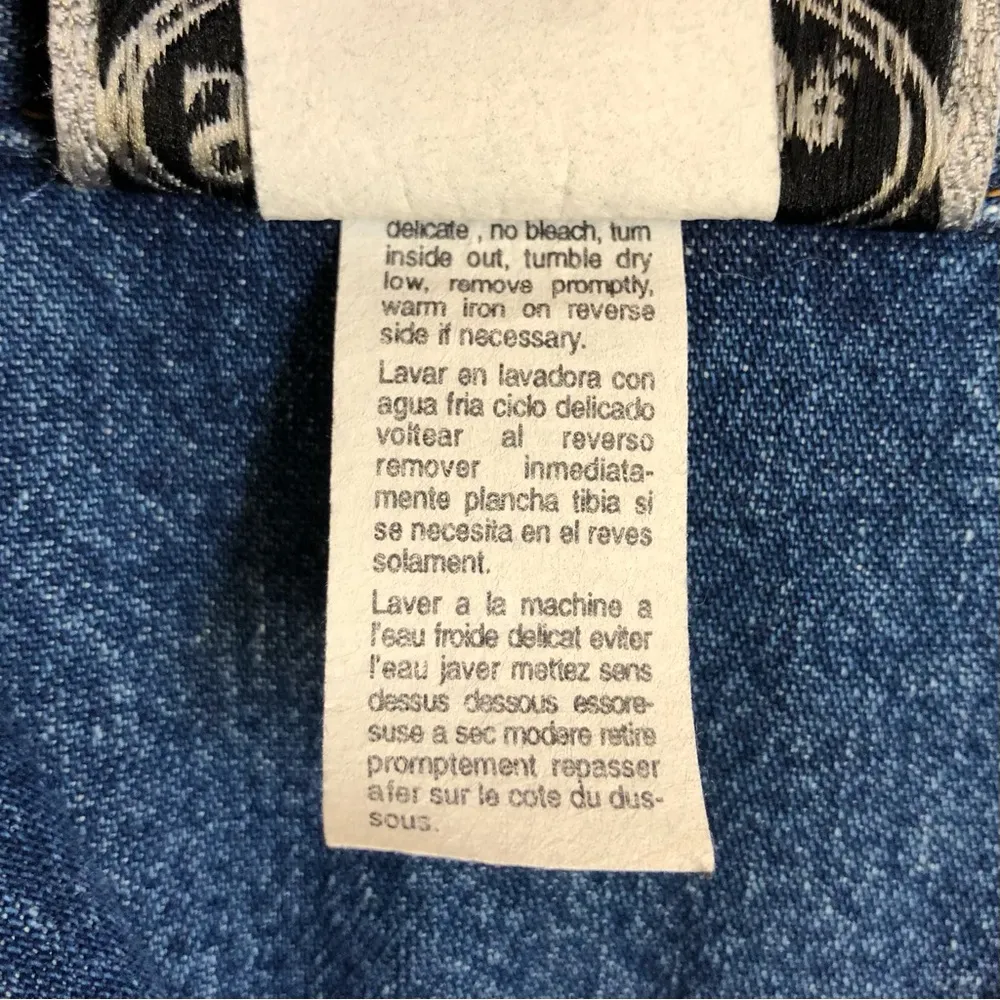 delicate , no bleach, turn
inside out, tumble dry
low, remove promptly,
warm iron on reverse
side if necessary.
Lavar en lavadora con
agua fria ciclo delicado
voltear al reverso
remover inmediata-
mente plancha tibia si
se necesita en el reves
solament.
Laver a la machine a
l'eau froide delicat eviter
l'eau javer mettez sens
dessus dessous essore-
suse a sec modere retire
promptement repasser
afer sur le cote du dus-
sous.